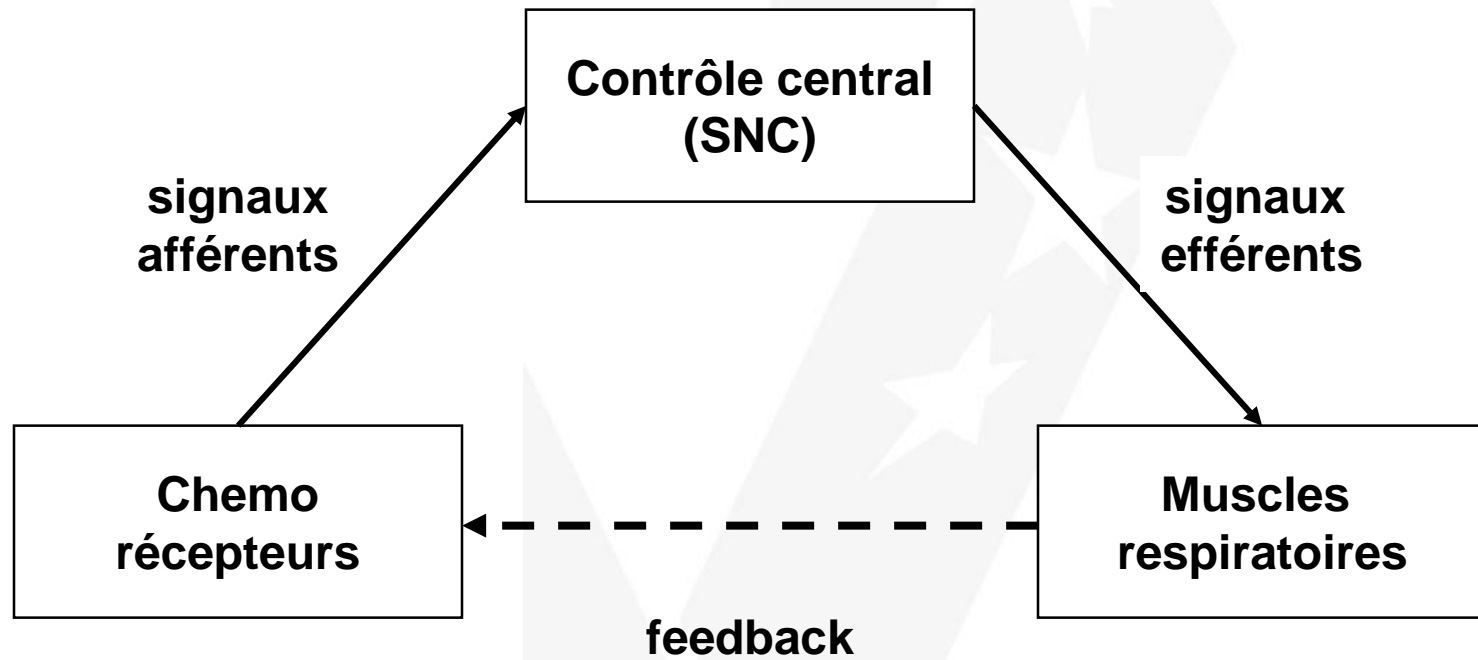 Contrôle central
(SNC)
signaux
afférents
signaux
efférents
Chemo
récepteurs
Muscles
respiratoires
feedback